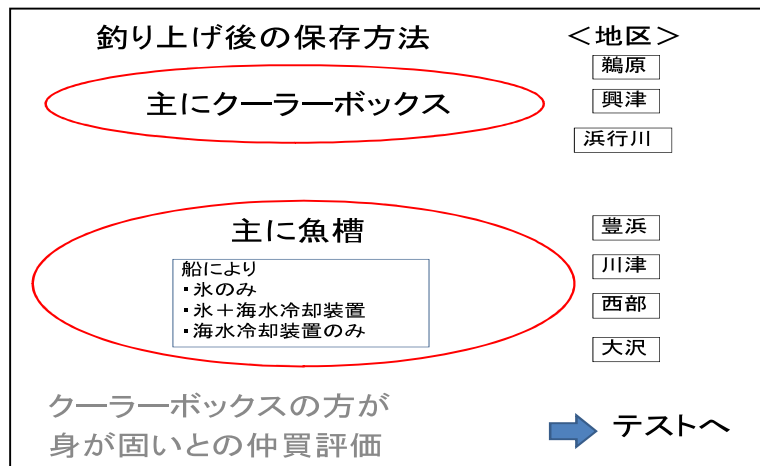 釣り上げ後の保存方法
＜地区＞
主にクーラーボックス
鵜原
興津
浜行川
主に魚槽
船により
・氷のみ
・氷＋海水冷却装置
・海水冷却装置のみ
豊浜
川津
西部
大沢
クーラーボックスの方が
身が固いとの仲買評価
テストへ